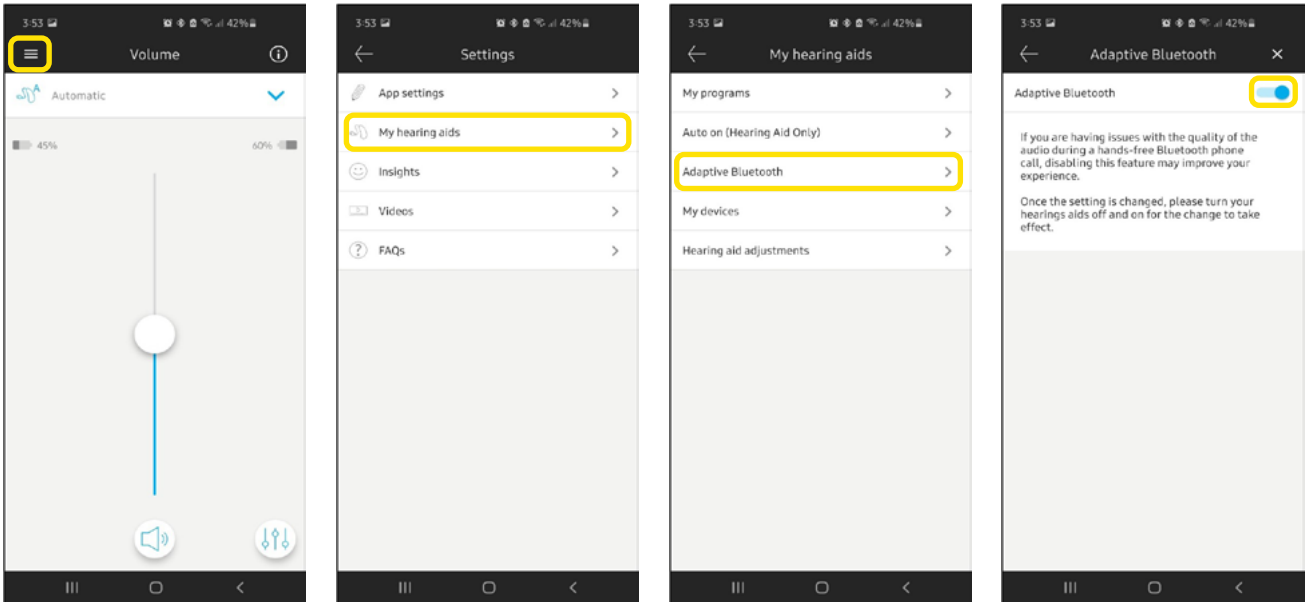 3:53
42%
Volume
A
Automatic
45%
60%
3:53
42%
Settings
App settings
My hearing aids
Insights
Videos
? FAQs
3:53
42%
My hearing aids
My programs
Auto on (Hearing Aid Only)
Adaptive Bluetooth
My devices
Hearing aid adjustments
3:53
42%
Adaptive Bluetooth
Adaptive Bluetooth
If you are having issues with the quality of the
audio during a hands-free Bluetooth phone
call, disabling this feature may improve your
experience.
Once the setting is changed, please turn your
hearings aids off and on for the change to take
effect.